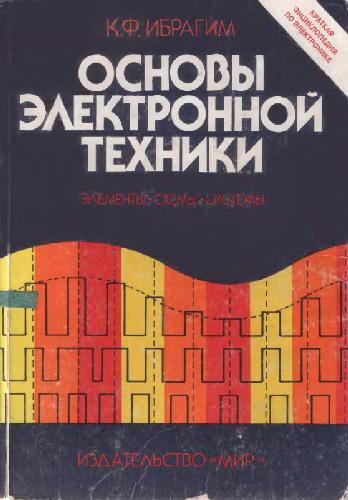 К.Ф. ИБРАГИМ
КРАТКАЯ
ЭНЦИКЛОПЕДИЯ
ПО ЭЛЕКТРОНИКЕ
ОСНОВЫ
ЭЛЕКТРОННОЙ
ТЕХНИКИ
ЭЛЕМЕНТЫ·СХЕМЫ·СИСТЕМЫ
ИЗДАТЕЛЬСТВО «МИР»